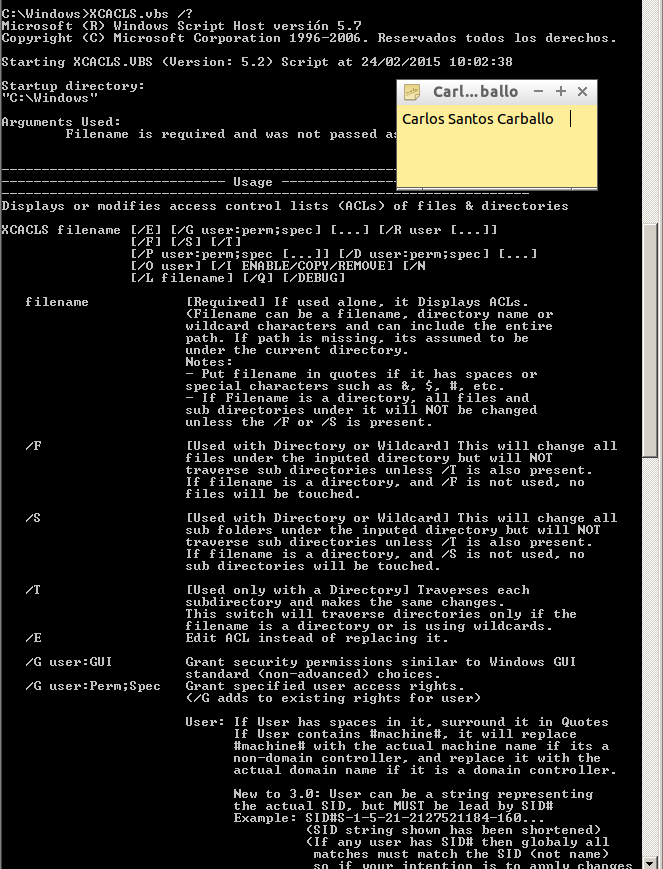 C:\Windows>XCACLS.vbs /?
Microsoft (R) Windows Script Host versión 5.7
Copyright (C) Microsoft Corporation 1996-2006. Reservados todos los derechos.
Starting XCACLS.VBS (Version: 5.2) Script at 24/02/2015 10:02:38
Startup directory:
"C:\Windows"
Carl...ballo
Carlos Santos Carballo
Arguments Used:
Filename is required and was not passed as
Usage
Displays or modifies access control lists (ACLs) of files & directories
XCACLS filename [/E] [/G user:perm;spec] [...] [/R user [...]]
[/F] [/S] [/T]
[/P user:perm;spec [...]] [/D user:perm;spec] [...]
[/O user] [/I ENABLE/COPY/REMOVE] [/N
[/L filename] [/Q] [/DEBUG]
filename [Required] If used alone, it Displays ACLs.
(Filename can be a filename, directory name or
wildcard characters and can include the entire
path. If path is missing, its assumed to be
under the current directory.
Notes:
- Put filename in quotes if it has spaces or
special characters such as &, $, #, etc.
- If Filename is a directory, all files and
sub directories under it will NOT be changed
unless the /F or /S is present.
/F [Used with Directory or Wildcard] This will change all
files under the inputed directory but will NOT
traverse sub directories unless /T is also present.
If filename is a directory, and /F is not used, no
files will be touched.
/S [Used with Directory or Wildcard] This will change all
sub folders under the inputed directory but will NOT
traverse sub directories unless /T is also present.
If filename is a directory, and /S is not used, no
sub directories will be touched.
/T [Used only with a Directory] Traverses each
subdirectory and makes the same changes.
This switch will traverse directories only if the
filename is a directory or is using wildcards.
/E Edit ACL instead of replacing it.
/G user:GUI Grant security permissions similar to Windows GUI
standard (non-advanced) choices.
/G user:Perm;Spec Grant specified user access rights.
(/G adds to existing rights for user)
User: If User has spaces in it, surround it in Quotes
If User contains #machine#, it will replace
#machine# with the actual machine name if its a
non-domain controller, and replace it with the
actual domain name if it is a domain controller.
New to 3.0: User can be a string representing
the actual SID, but MUST be lead by SID#
Example: SID#S-1-5-21-2127521184-160...
(SID string shown has been shortened)
(If any user has SID# then globaly all
matches must match the SID (not name)
so if your intention is to apply changes